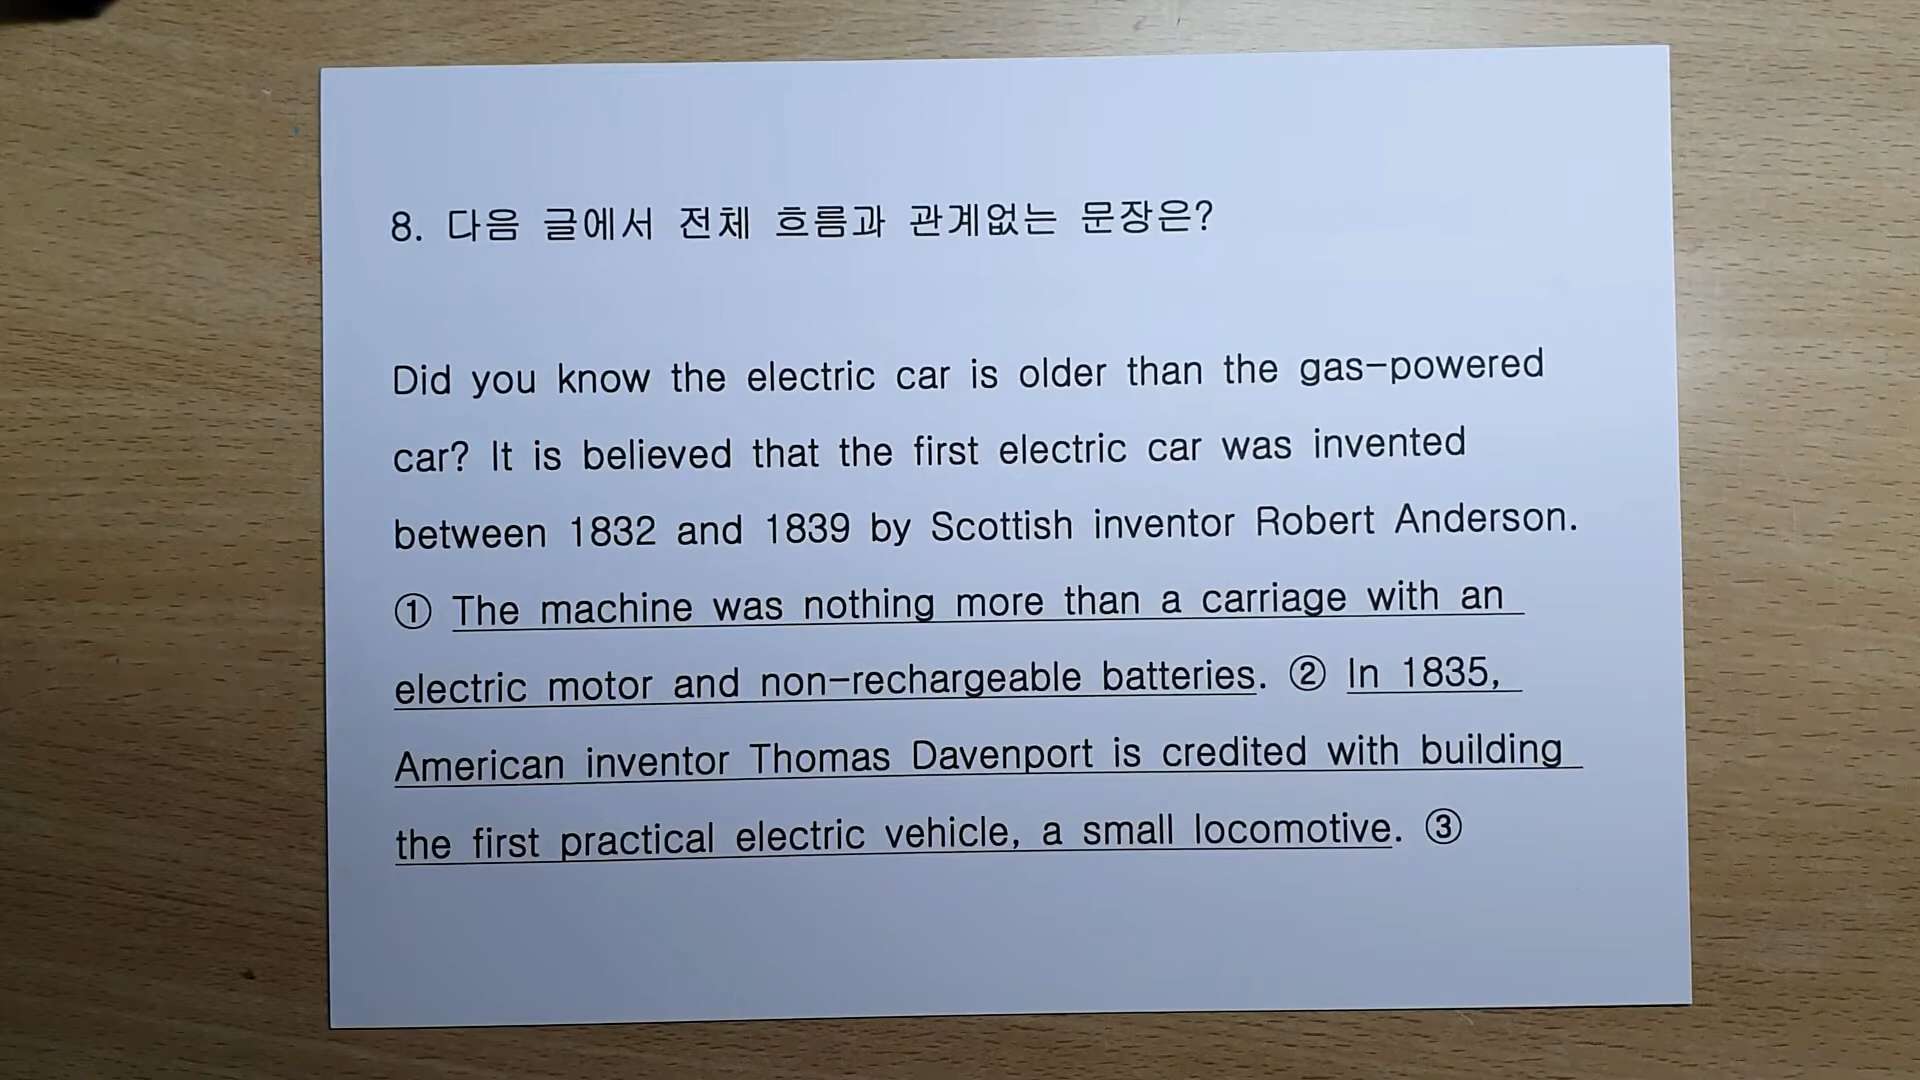 8. 다음 글에서 전체 흐름과 관계없는 문장은?
Did you know the electric car is older than the gas-powered
car? It is believed that the first electric car was invented
between 1832 and 1839 by Scottish inventor Robert Anderson.
① The machine was nothing more than a carriage with an
electric motor and non-rechargeable batteries. ② In 1835,
American inventor Thomas Davenport is credited with building
the first practical electric vehicle, a small locomotive. ③